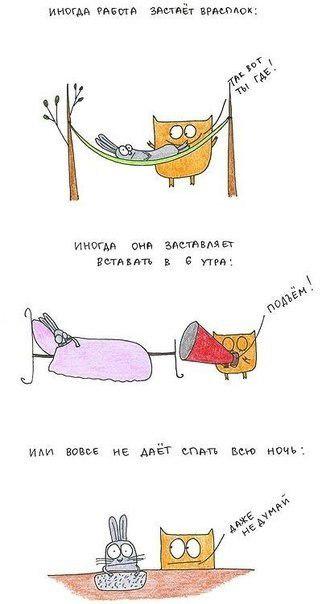 ИНОГДА РАБОТА ЗАСТАЁТ ВРАСПЛОХ:
ТАК ВОТ
ТЫ ГДЕ!
ИНОГДА ОНА ЗАСТАВЛЯЕТ
ВСТАВАТЬ В 6 УТРА:
ПОДЪЁМ!
ИЛИ ВОВСЕ НЕ ДАЁТ СПАТЬ ВСЮ НОЧЬ:
ДАЖЕ
НЕ ДУМАЙ